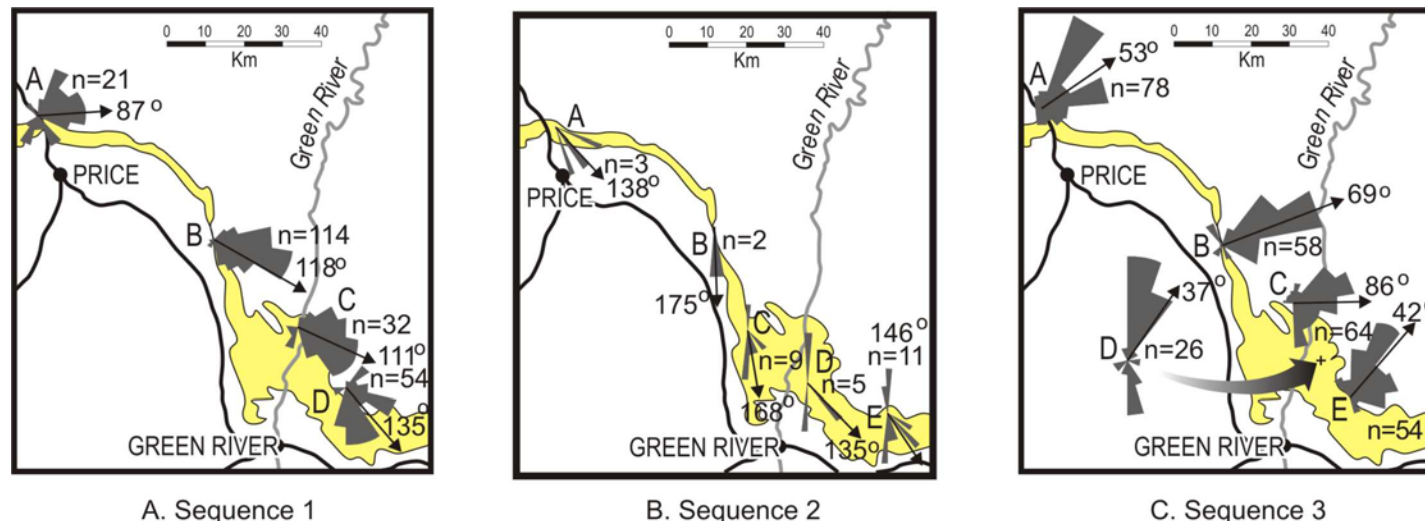 0 10 20 30 40
Km
Green River
A
n=21
87°
PRICE
B
n=114
118°
C
n=32
111°
n=54
D
135°
GREEN RIVER
A. Sequence 1
0 10 20 30 40
Km
Green River
A
n=3
138°
PRICE
B
n=2
175°
C
n=9
168°
D
n=5
135°
146°
n=11
E
GREEN RIVER
B. Sequence 2
0 10 20 30 40
Km
Green River
A
53°
n=78
PRICE
69°
B
n=58
C
86°
n=64
37°
D
n=26
42°
E
n=54
GREEN RIVER
C. Sequence 3